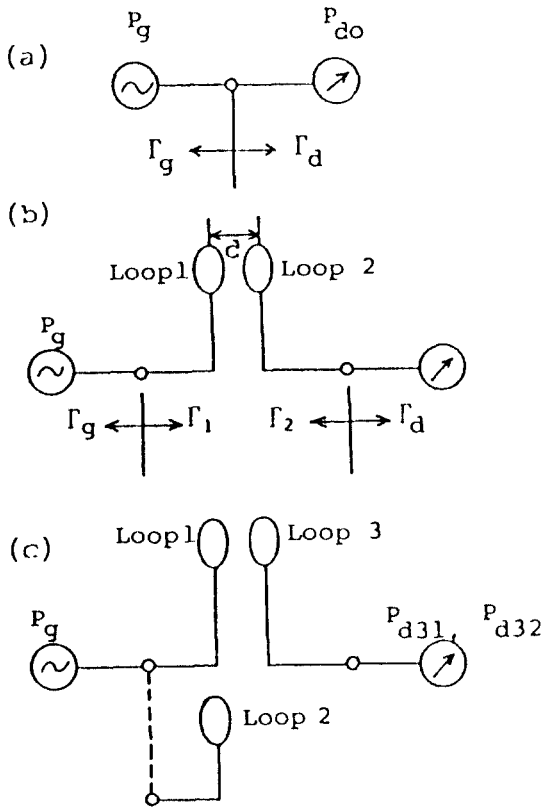 (a)
Pg Pdo
Γg Γd
(b)
d
Loop1 Loop 2
Pg
Γg Γ1 Γ2 Γd
(c)
Loop1 Loop 3
Pg Pd31, Pd32
Loop 2